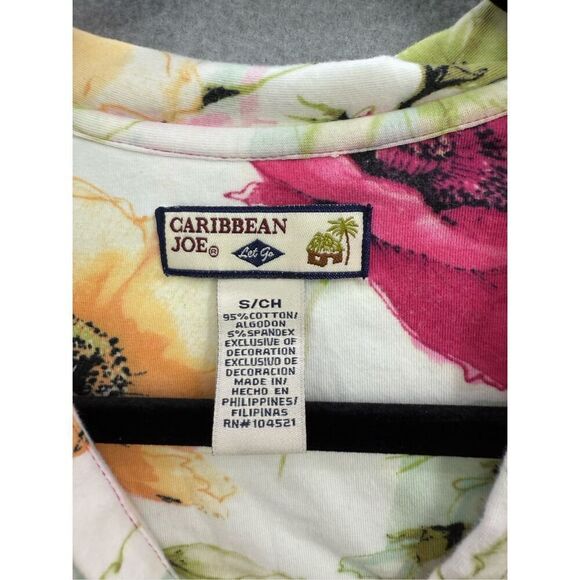 CARIBBEAN
JOE®
Let Go
S/CH
95%COTTON/
ALGODON
5%SPANDEX
EXCLUSIVE OF
DECORATION
EXCLUSIVO DE
DECORACION
MADE IN/
HECHO EN
PHILIPPINES/
FILIPINAS
RN#104521